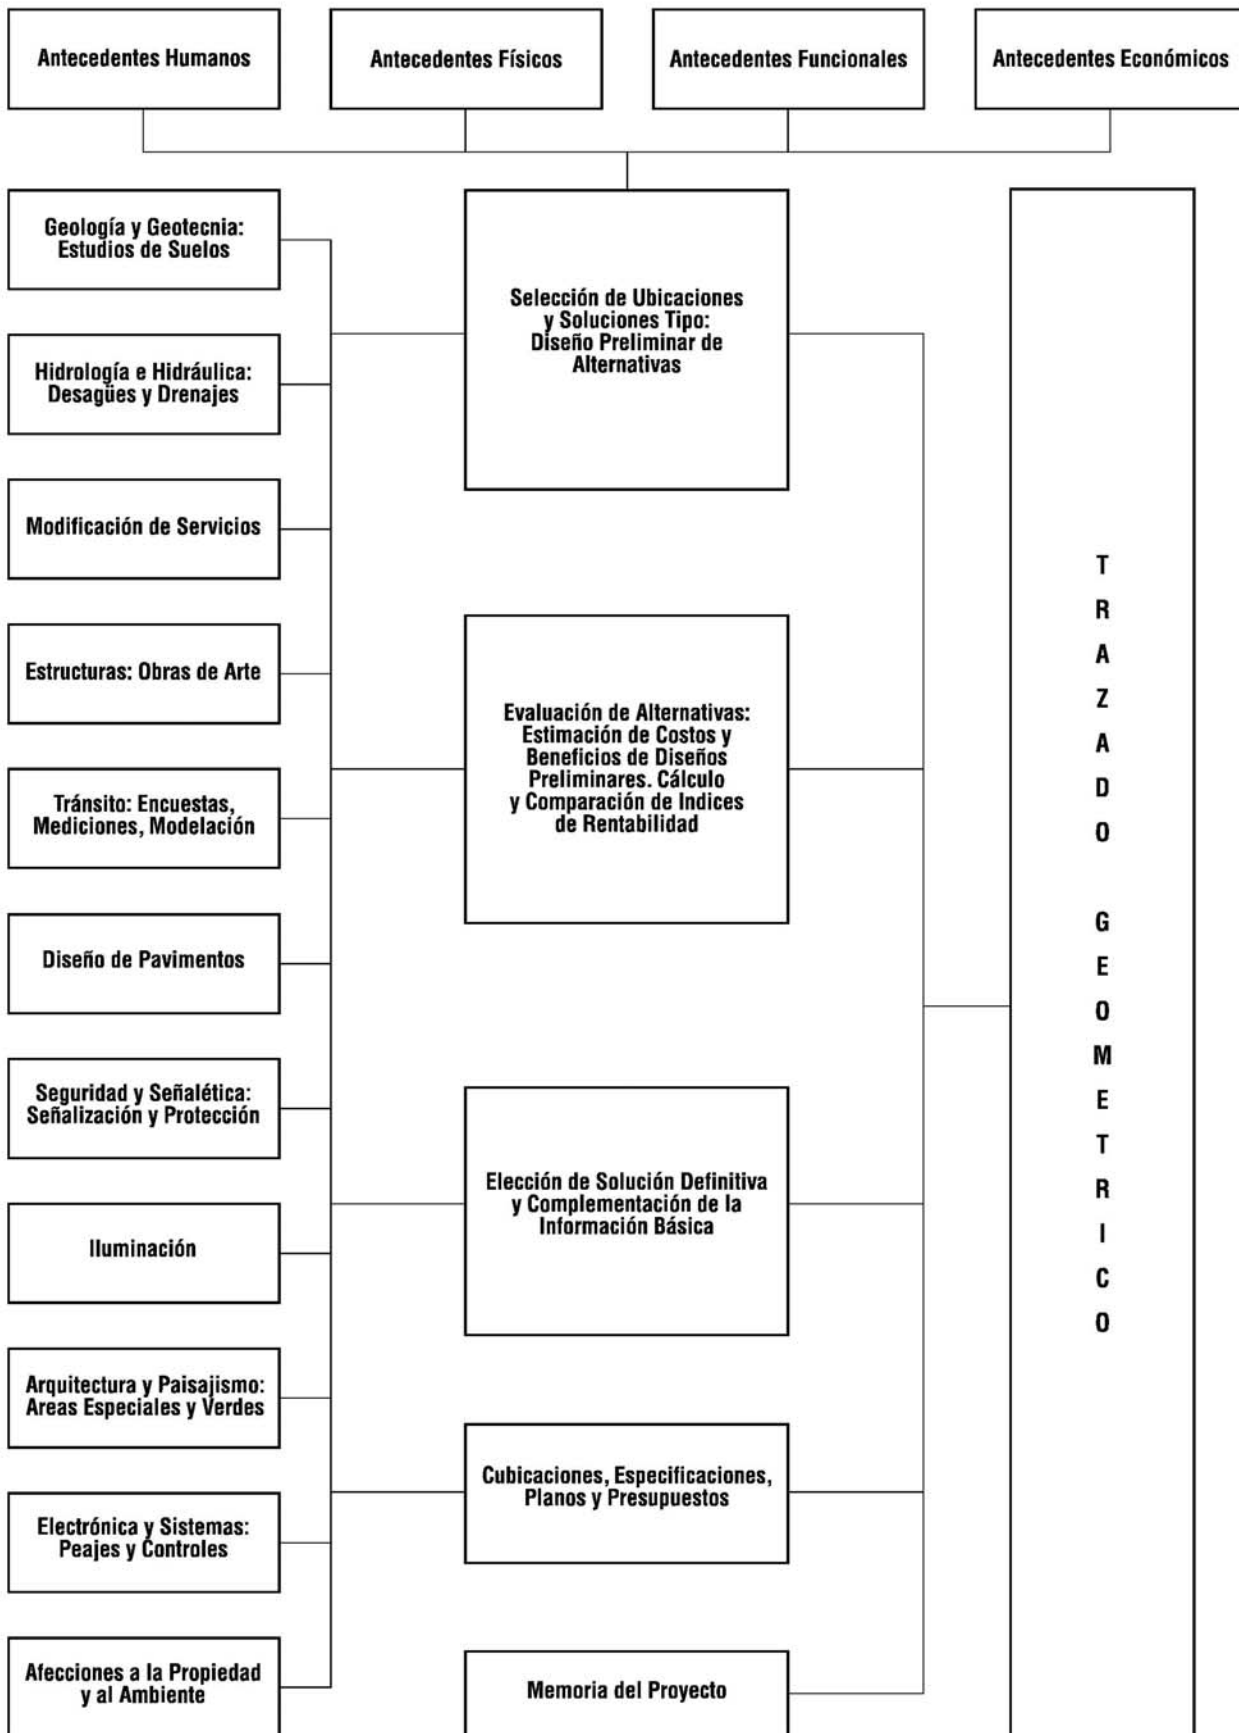 Antecedentes Humanos
Antecedentes Físicos
Antecedentes Funcionales
Antecedentes Económicos
Geología y Geotecnia:
Estudios de Suelos
Hidrología e Hidráulica:
Desagües y Drenajes
Modificación de Servicios
Estructuras: Obras de Arte
Tránsito: Encuestas,
Mediciones, Modelación
Diseño de Pavimentos
Seguridad y Señalética:
Señalización y Protección
Iluminación
Arquitectura y Paisajismo:
Areas Especiales y Verdes
Electrónica y Sistemas:
Peajes y Controles
Afecciones a la Propiedad
y al Ambiente
Selección de Ubicaciones
y Soluciones Tipo:
Diseño Preliminar de
Alternativas
Evaluación de Alternativas:
Estimación de Costos y
Beneficios de Diseños
Preliminares. Cálculo
y Comparación de Indices
de Rentabilidad
Elección de Solución Definitiva
y Complementación de la
Información Básica
Cubicaciones, Especificaciones,
Planos y Presupuestos
Memoria del Proyecto
TRAZADO GEOMETRICO